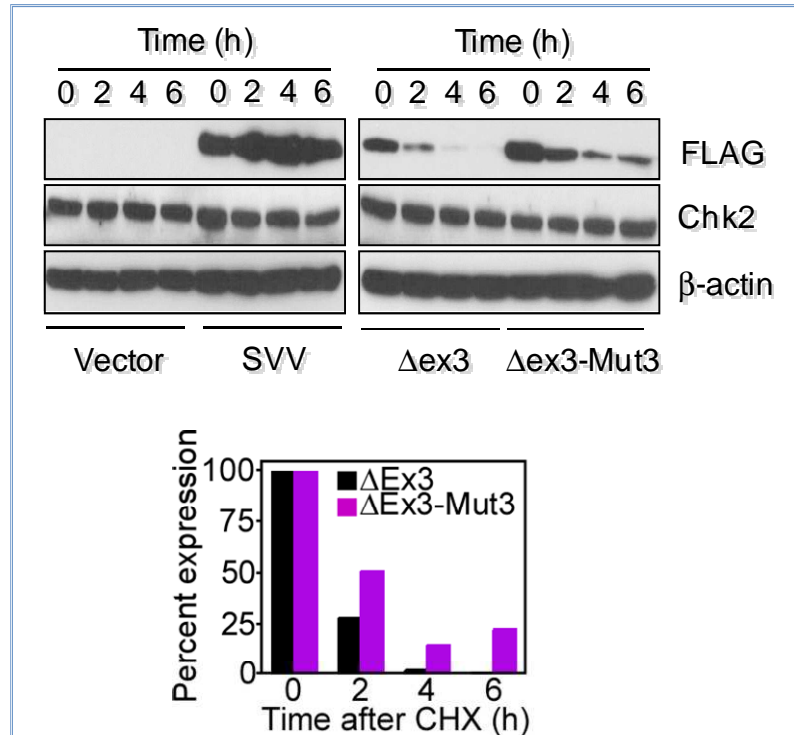 Time (h) Time (h)
0 2 4 6 0 2 4 6 0 2 4 6 0 2 4 6
FLAG
Chk2
β-actin
Vector SVV Δex3 Δex3-Mut3
Percent expression
100
75
50
25
0
ΔEx3
ΔEx3-Mut3
0 2 4 6
Time after CHX (h)